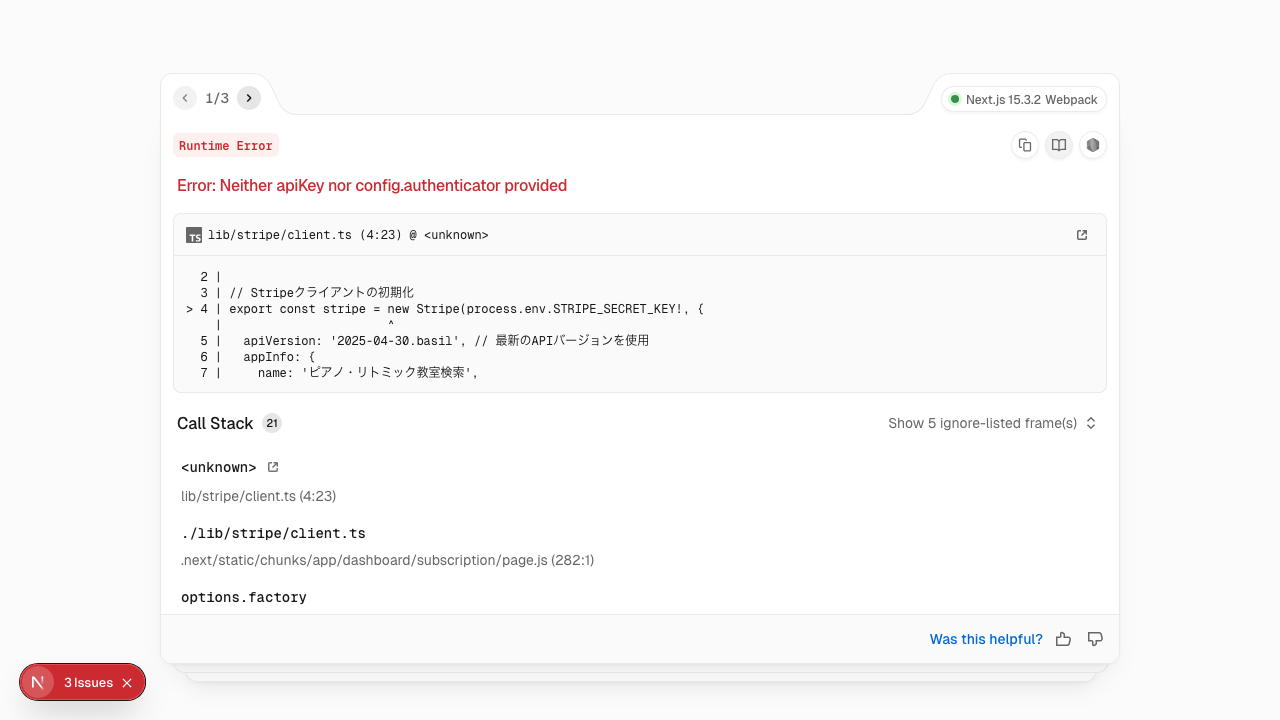 1/3
Next.js 15.3.2 Webpack
Runtime Error
Error: Neither apiKey nor config.authenticator provided
TS lib/stripe/client.ts (4:23) @ <unknown>
2 |
3 | // Stripeクライアントの初期化
> 4 | export const stripe = new Stripe(process.env.STRIPE_SECRET_KEY!, {
| ^
5 |   apiVersion: '2025-04-30.basil', // 最新のAPIバージョンを使用
6 |   appInfo: {
7 |     name: 'ピアノ・リトミック教室検索',
Call Stack 21
Show 5 ignore-listed frame(s)
<unknown>
lib/stripe/client.ts (4:23)
./lib/stripe/client.ts
.next/static/chunks/app/dashboard/subscription/page.js (282:1)
options.factory
Was this helpful?
N 3 Issues